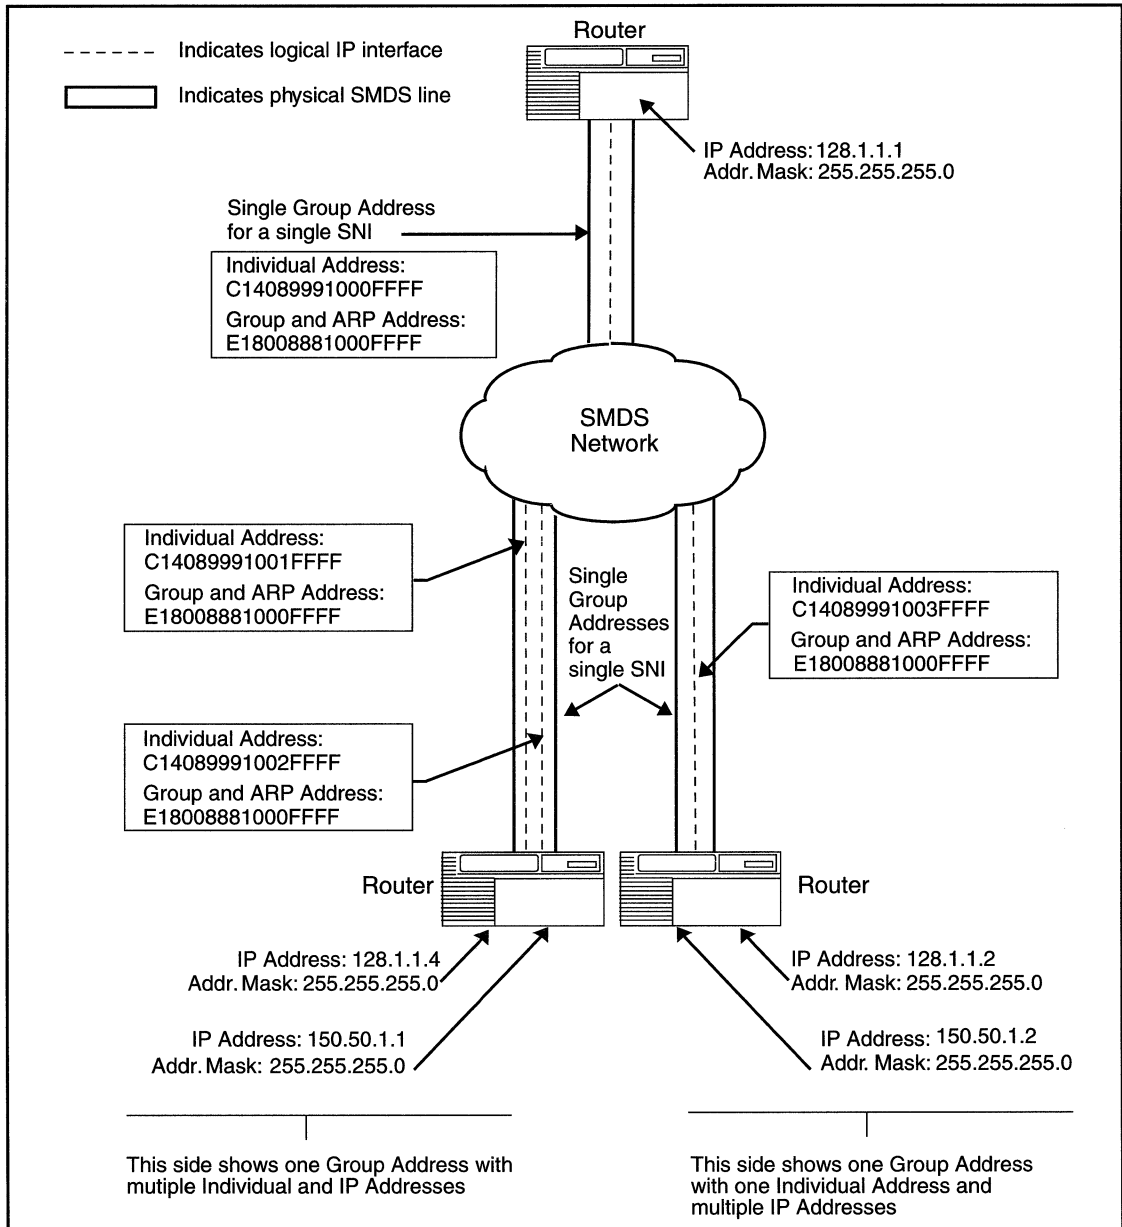 Router
Indicates logical IP interface
Indicates physical SMDS line
IP Address: 128.1.1.1
Addr. Mask: 255.255.255.0
Single Group Address
for a single SNI
Individual Address:
C14089991000FFFF
Group and ARP Address:
E18008881000FFFF
SMDS
Network
Individual Address:
C14089991001FFFF
Group and ARP Address:
E18008881000FFFF
Single
Group
Addresses
for a
single SNI
Individual Address:
C14089991003FFFF
Group and ARP Address:
E18008881000FFFF
Individual Address:
C14089991002FFFF
Group and ARP Address:
E18008881000FFFF
Router
Router
IP Address: 128.1.1.4
Addr. Mask: 255.255.255.0
IP Address: 128.1.1.2
Addr. Mask: 255.255.255.0
IP Address: 150.50.1.1
Addr. Mask: 255.255.255.0
IP Address: 150.50.1.2
Addr. Mask: 255.255.255.0
This side shows one Group Address with
mutiple Individual and IP Addresses
This side shows one Group Address
with one Individual Address and
multiple IP Addresses